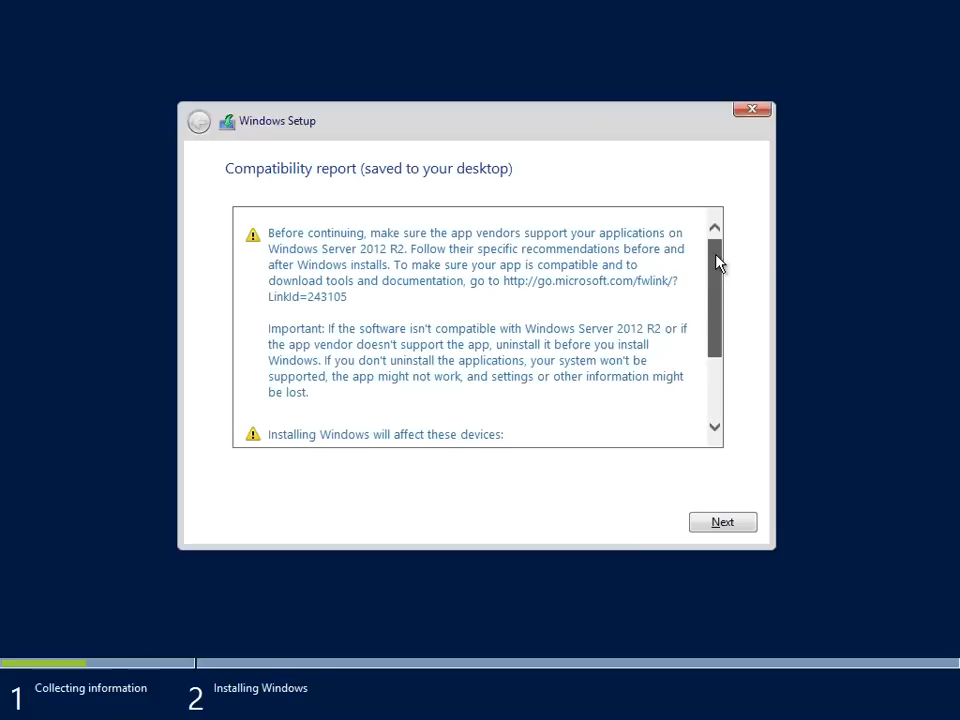 Windows Setup
Compatibility report (saved to your desktop)
Before continuing, make sure the app vendors support your applications on
Windows Server 2012 R2. Follow their specific recommendations before and
after Windows installs. To make sure your app is compatible and to
download tools and documentation, go to http://go.microsoft.com/fwlink/?
LinkId=243105
Important: If the software isn't compatible with Windows Server 2012 R2 or if
the app vendor doesn't support the app, uninstall it before you install
Windows. If you don't uninstall the applications, your system won't be
supported, the app might not work, and settings or other information might
be lost.
Installing Windows will affect these devices:
Next
1 Collecting information
2 Installing Windows